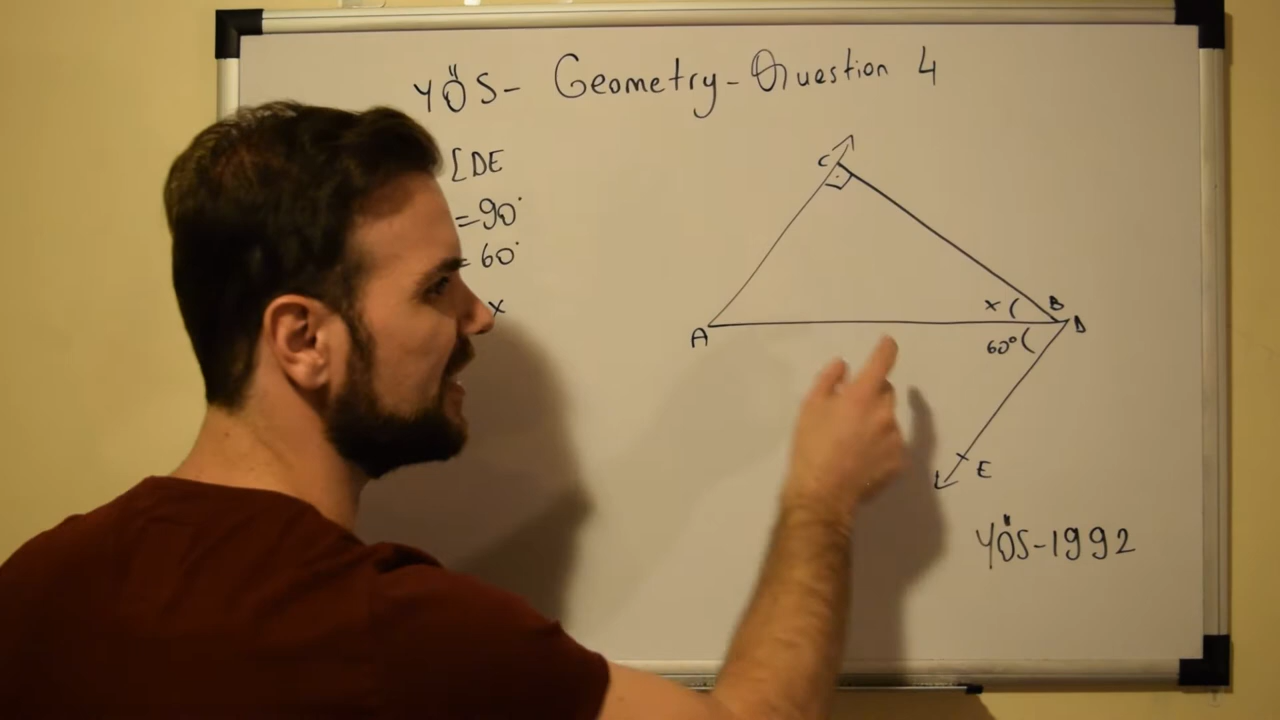 YÖS- Geometry-Question 4
[DE
=90°
=60°
x
C
x
B
A
D
60°
E
YÖS-1992